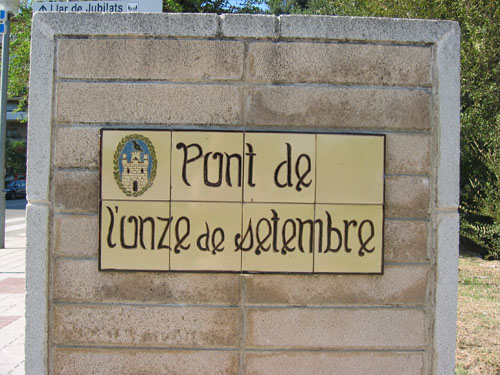 Llar de Jubilats
Pont de
l'onze de setembre